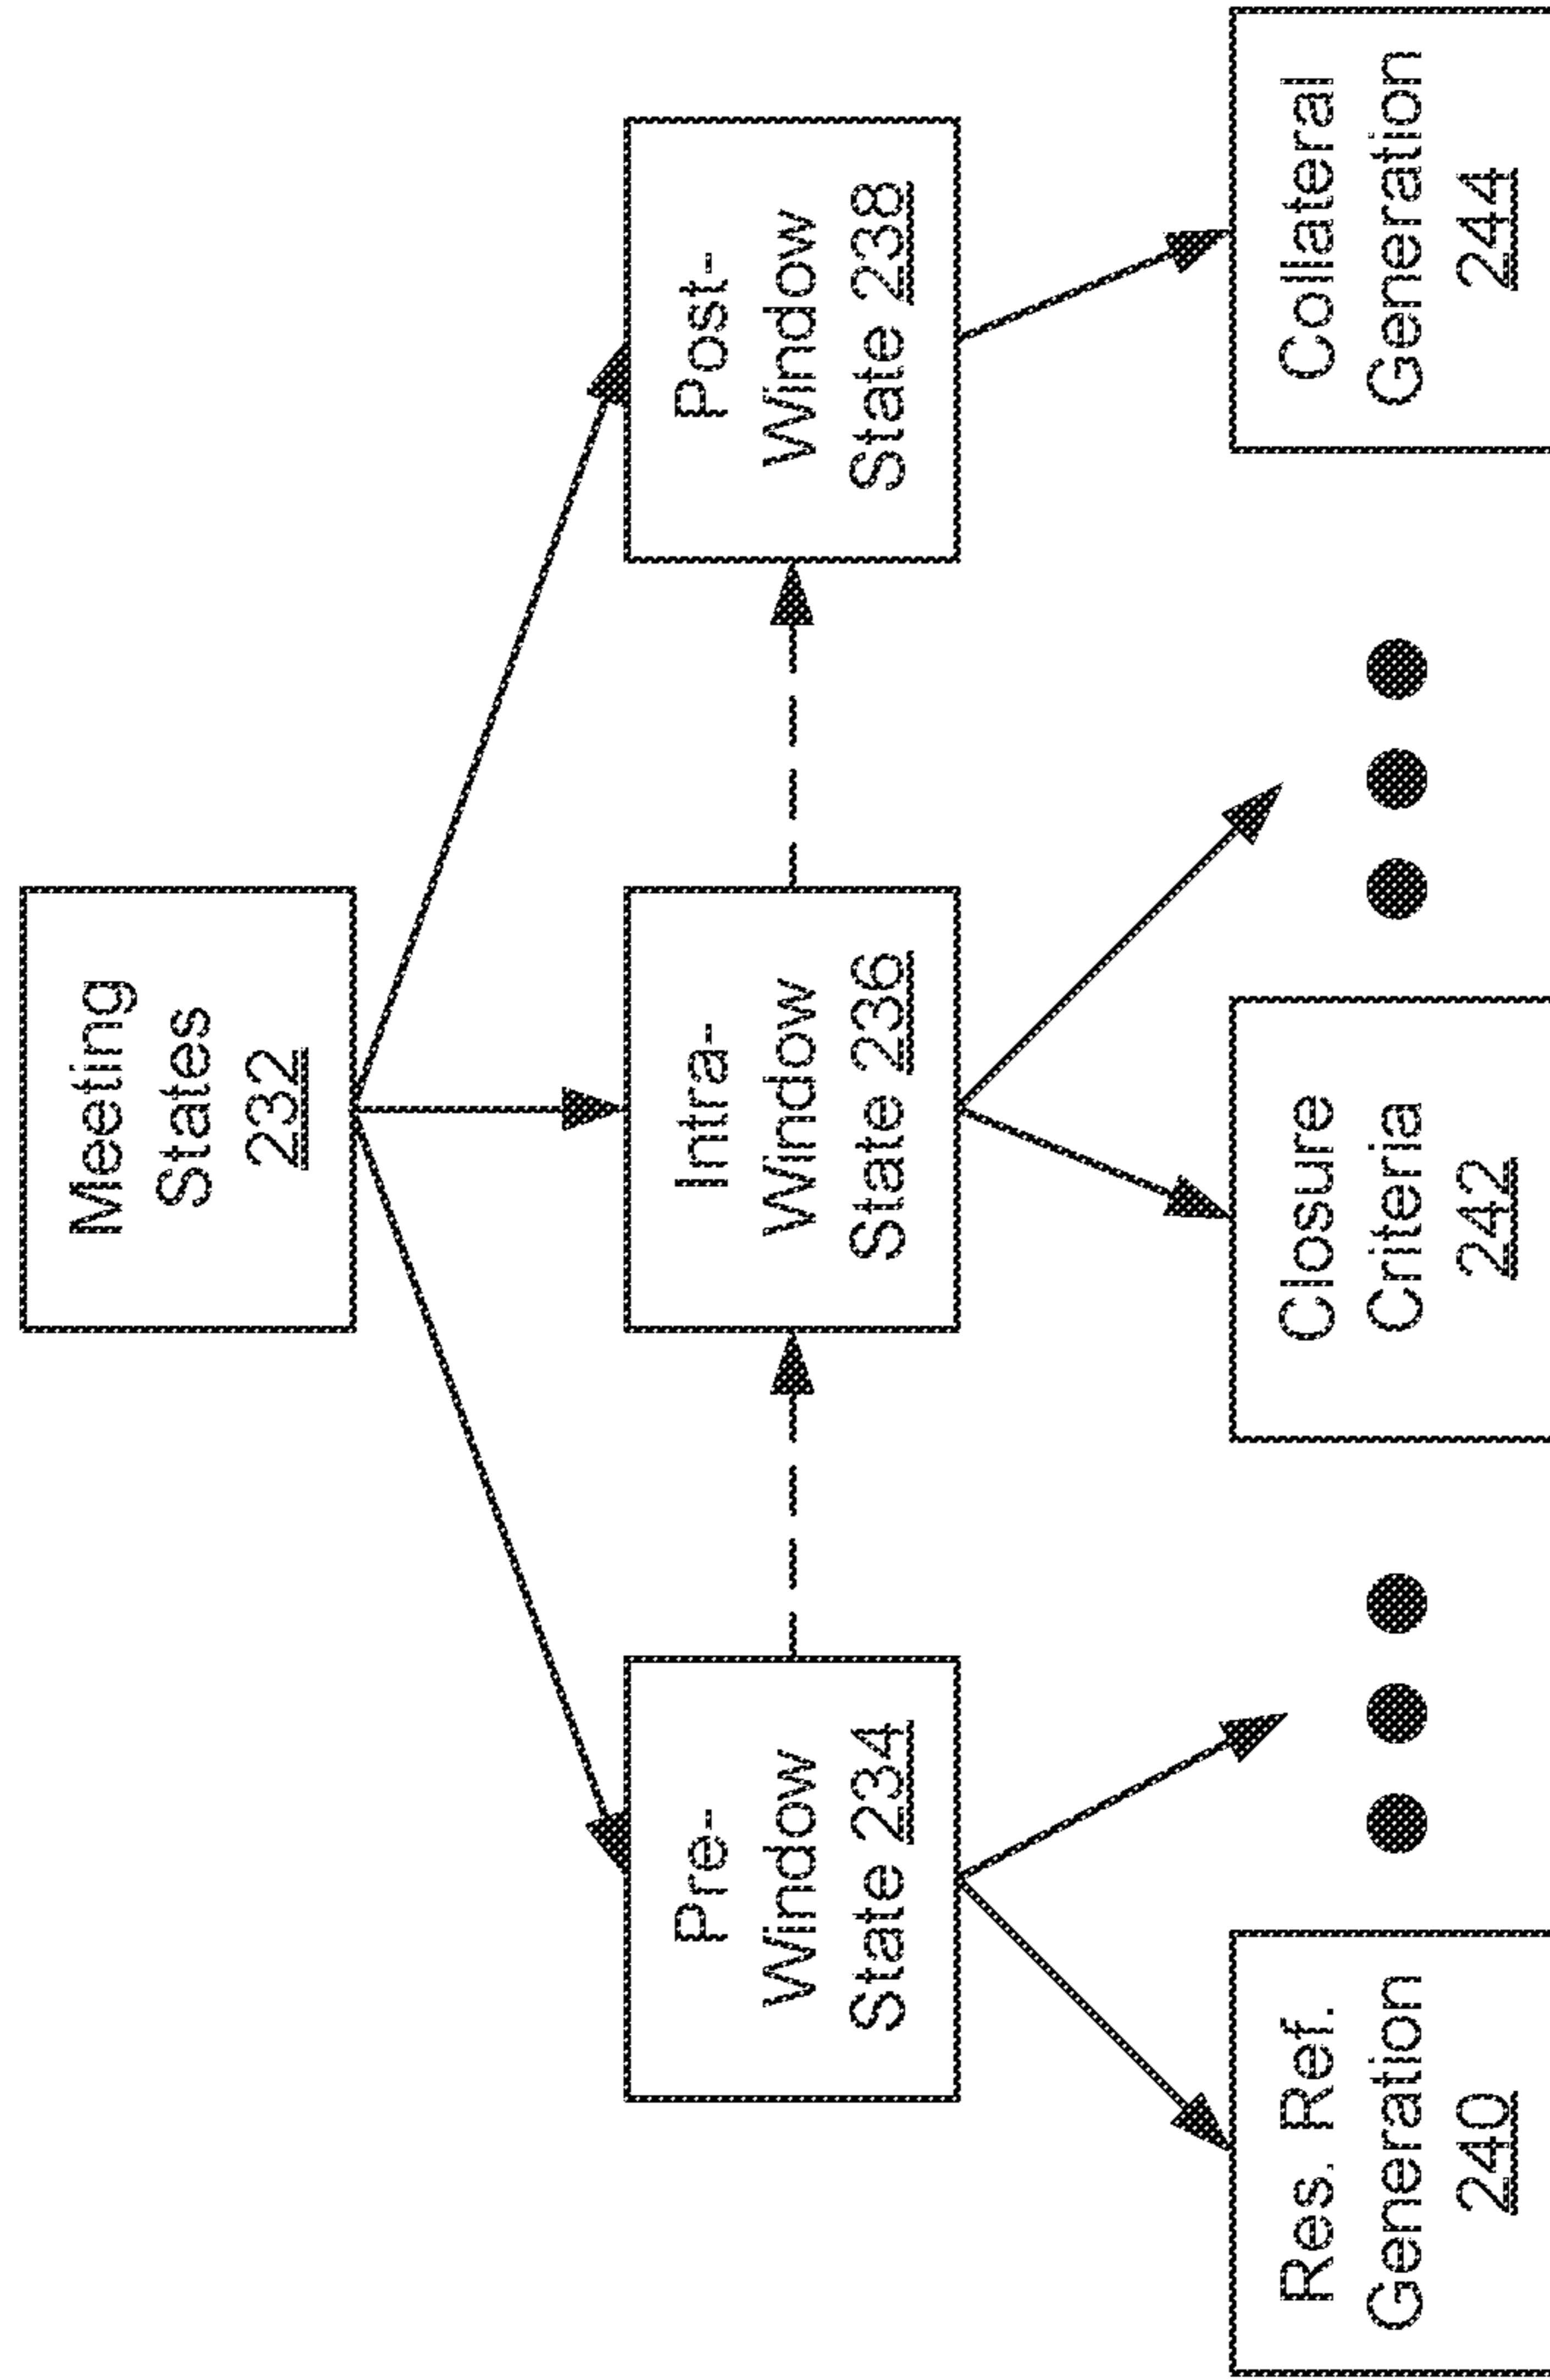 Meeting
States
232
Pre-
Window
State 234
Intra-
Window
State 236
Post-
Window
State 238
Res. Ref.
Generation
240
Closure
Criteria
242
Collateral
Generation
244